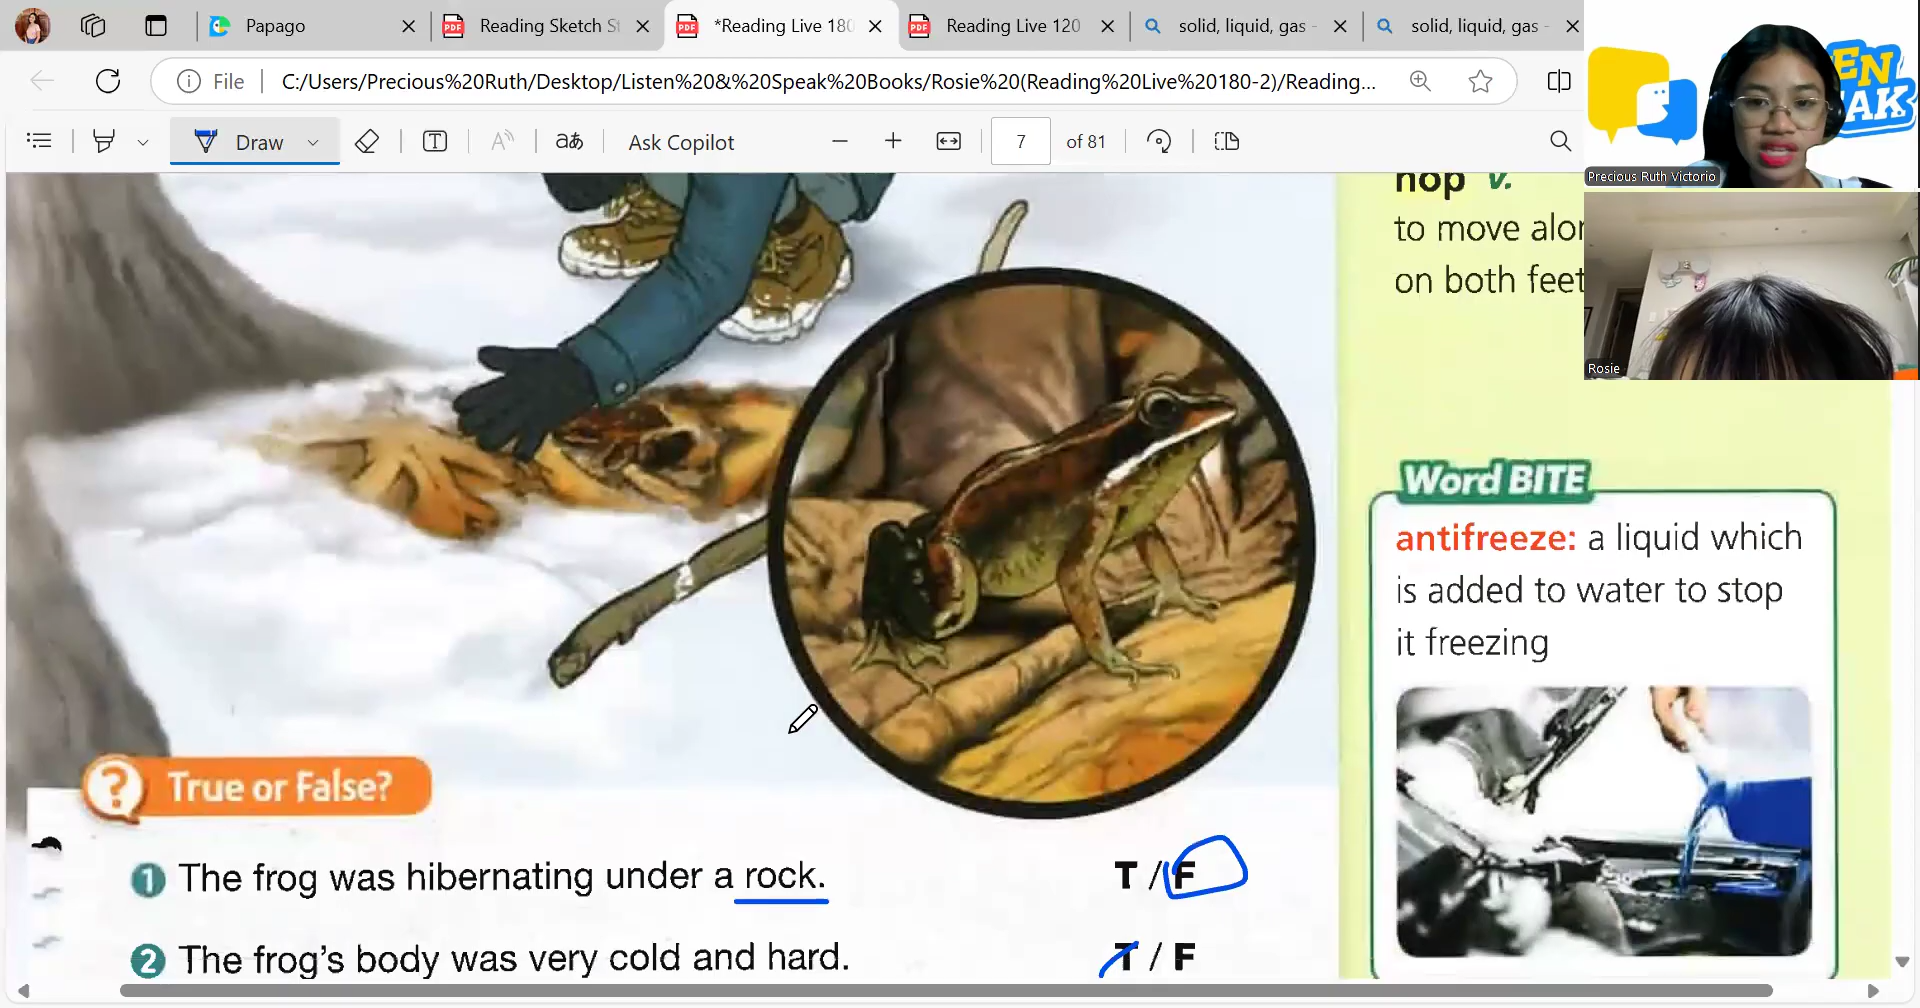 Papago
Reading Sketch St
*Reading Live 180
Reading Live 120
solid, liquid, gas -
solid, liquid, gas -
File
C:/Users/Precious%20Ruth/Desktop/Listen%20&%20Speak%20Books/Rosie%20(Reading%20Live%20180-2)/Reading...
Draw
aあ
Ask Copilot
7
of 81
EN
EAK
Precious Ruth Victorio
Rosie
hop v.
to move alon
on both feet
Word BITE
antifreeze: a liquid which
is added to water to stop
it freezing
? True or False?
1 The frog was hibernating under a rock. T / F
2 The frog's body was very cold and hard. T / F